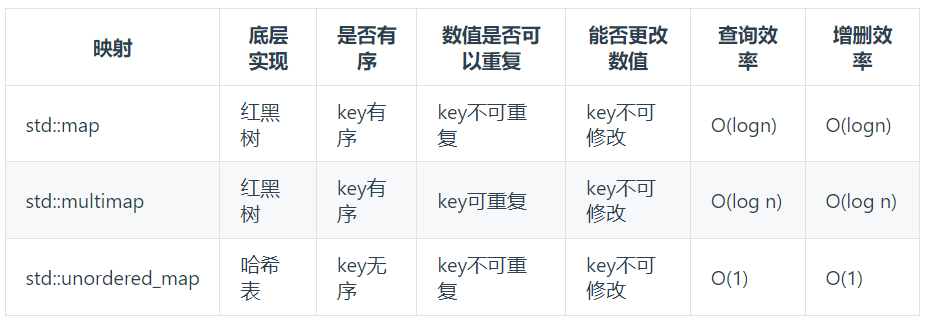 映射
底层
实现
是否有
序
数值是否可
以重复
能否更改
数值
查询效
率
增删效
率
std::map
红黑
树
key有
序
key不可重
复
key不可
修改
O(logn)
O(logn)
std::multimap
红黑
树
key有
序
key可重复
key不可
修改
O(log n)
O(log n)
std::unordered_map
哈希
表
key无
序
key不可重
复
key不可
修改
O(1)
O(1)